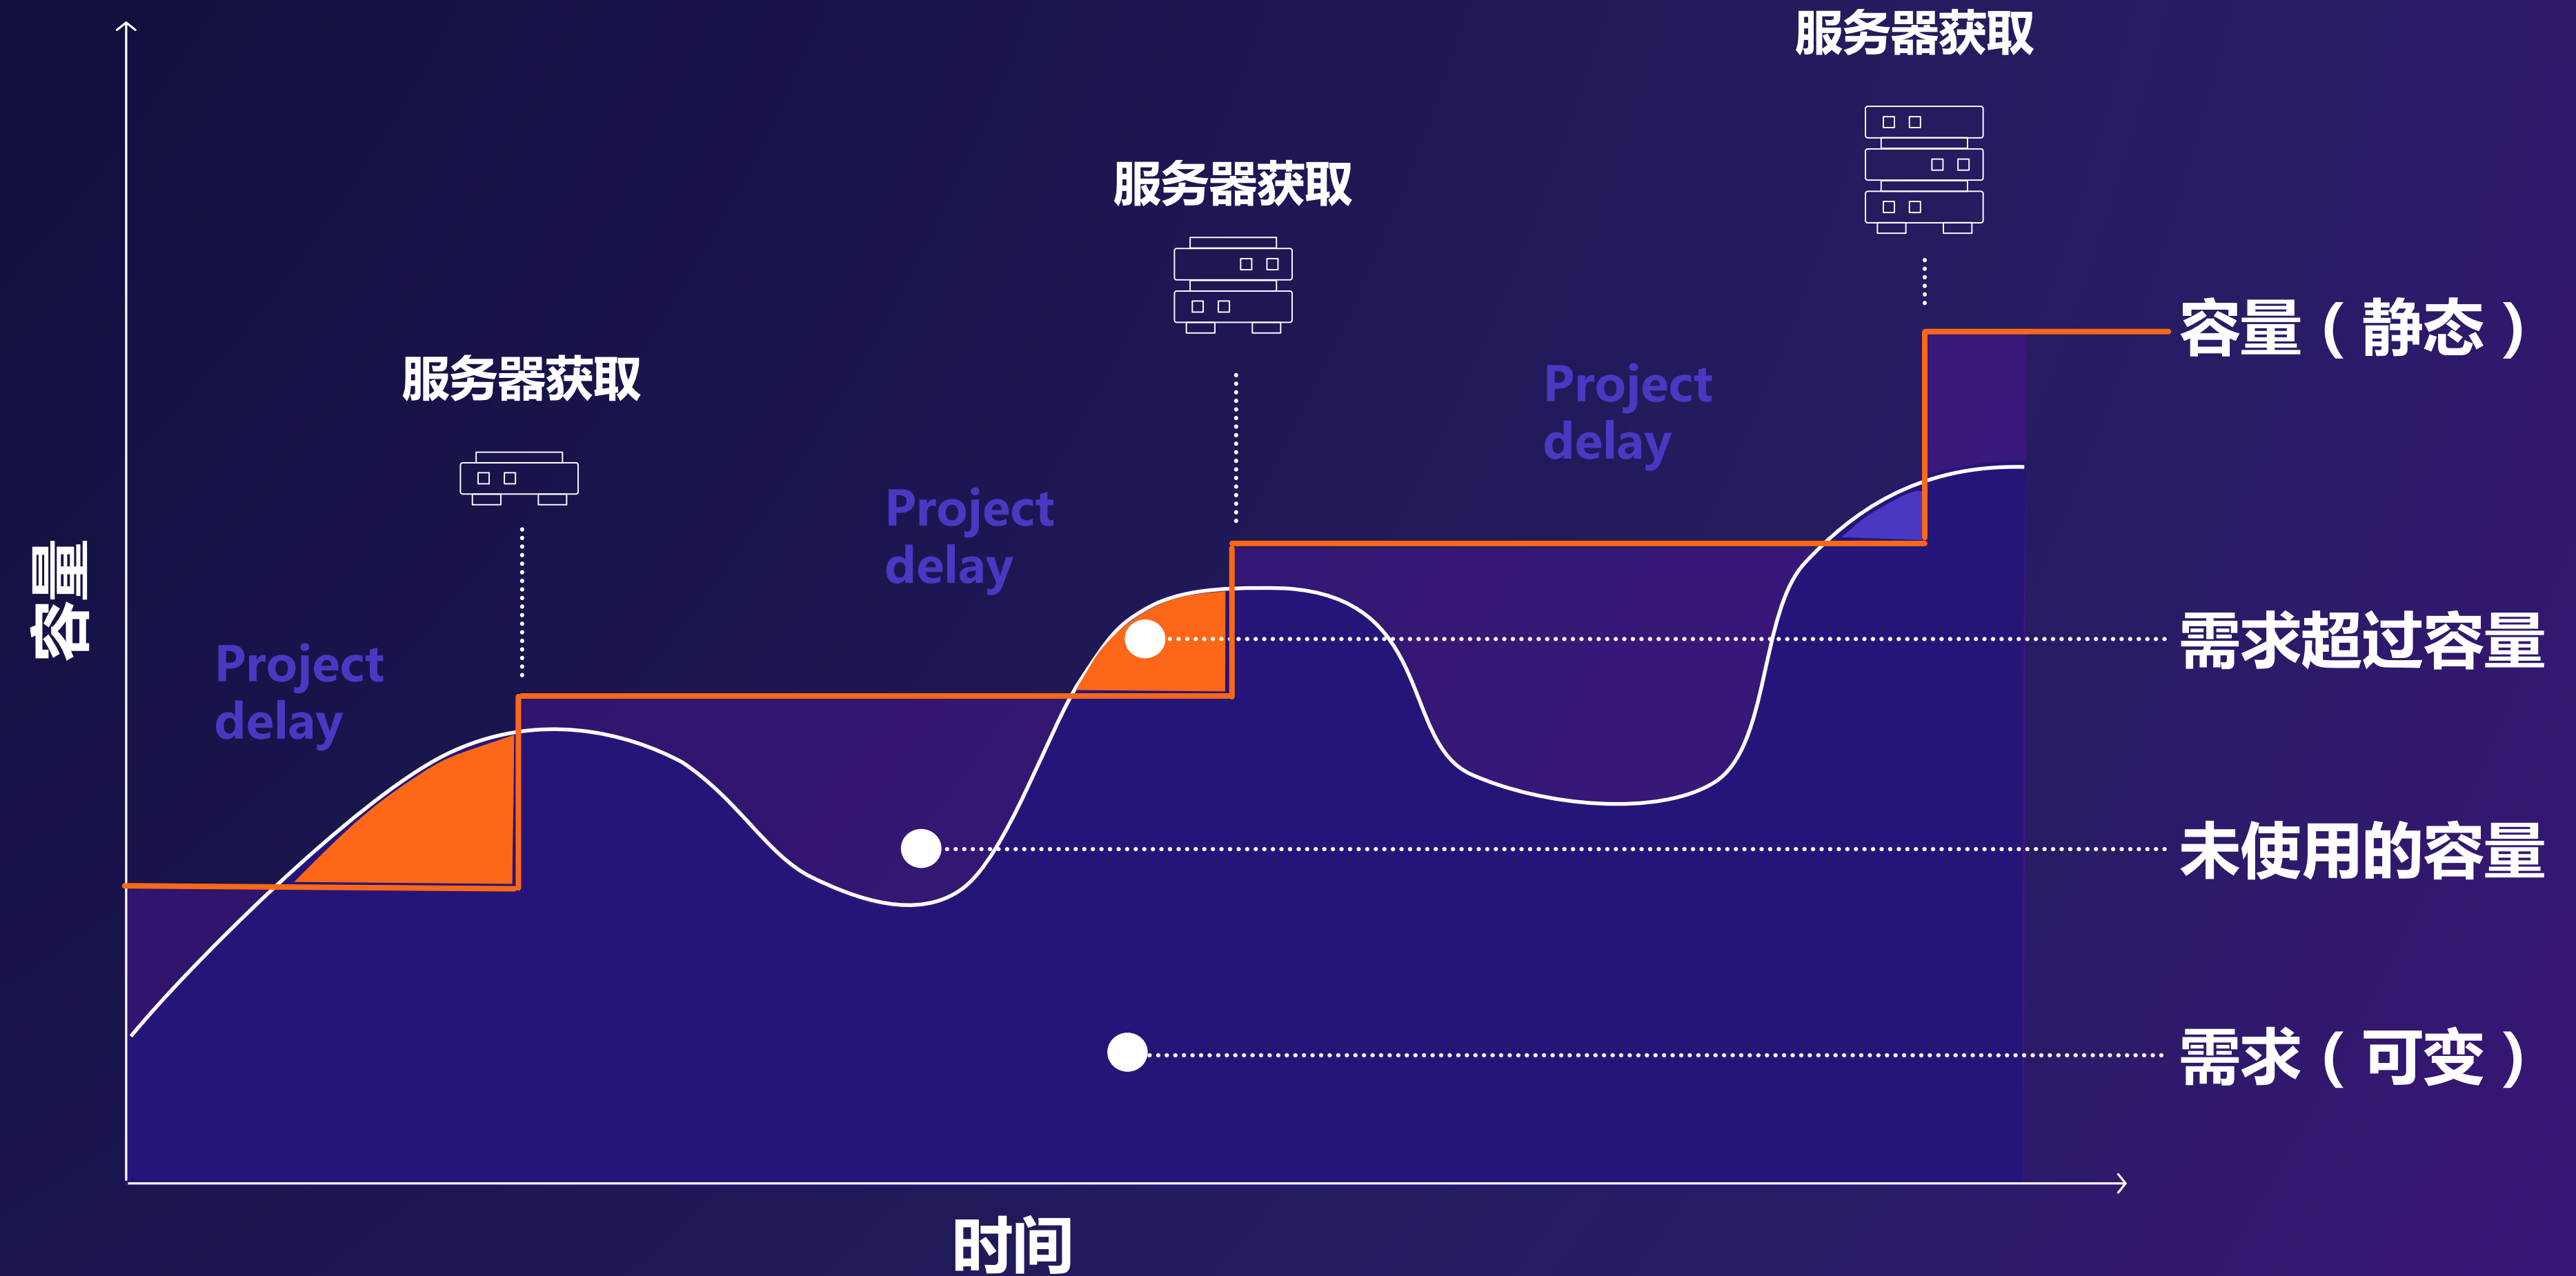 服务器获取
服务器获取
容量（静态）
服务器获取
Project
delay
Project
delay
容量
需求超过容量
Project
delay
未使用的容量
需求（可变）
时间